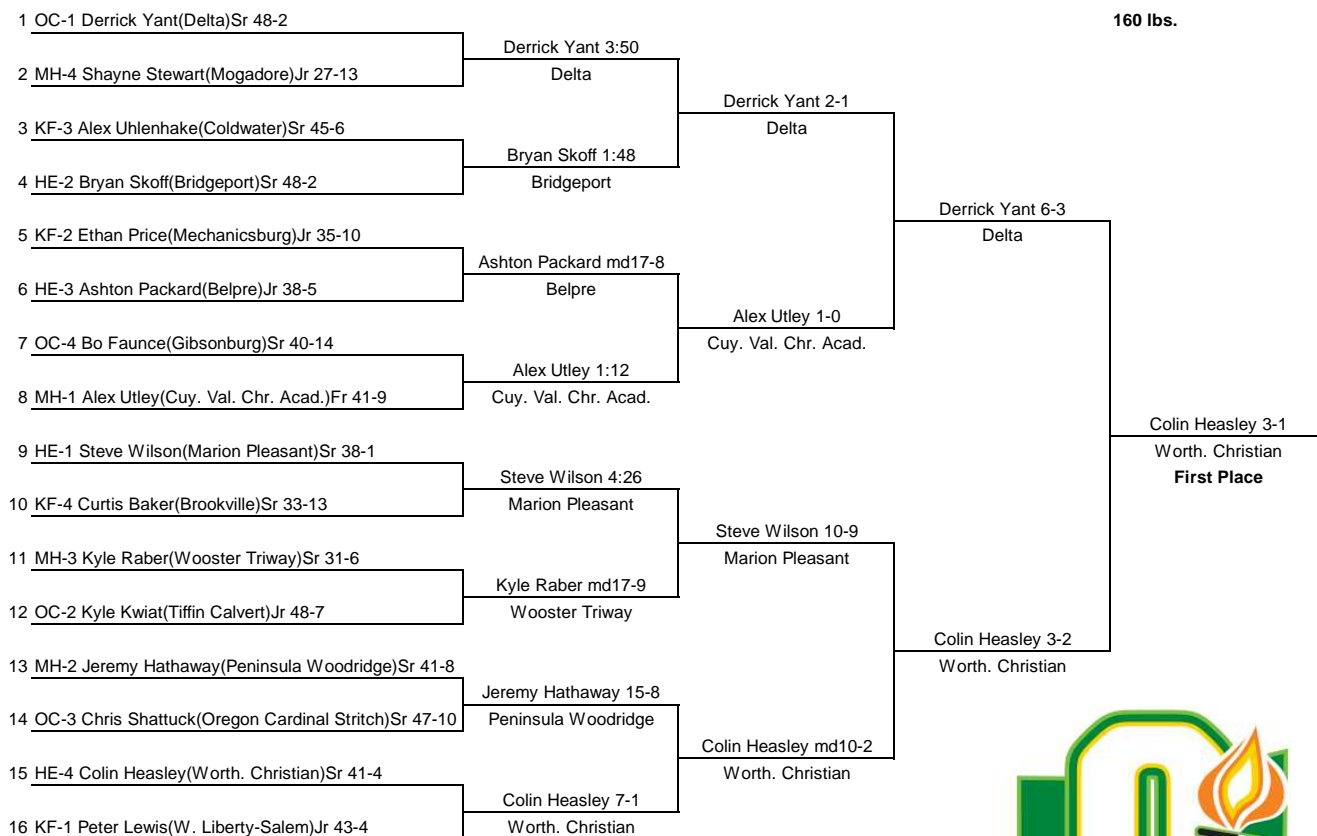 160 lbs.
1 OC-1 Derrick Yant(Delta)Sr 48-2
Derrick Yant 3:50
2 MH-4 Shayne Stewart(Mogadore)Jr 27-13
Delta
Derrick Yant 2-1
3 KF-3 Alex Uhlenhake(Coldwater)Sr 45-6
Delta
Bryan Skoff 1:48
4 HE-2 Bryan Skoff(Bridgeport)Sr 48-2
Bridgeport
Derrick Yant 6-3
5 KF-2 Ethan Price(Mechanicsburg)Jr 35-10
Delta
Ashton Packard md17-8
6 HE-3 Ashton Packard(Belpre)Jr 38-5
Belpre
Alex Utley 1-0
7 OC-4 Bo Faunce(Gibsonburg)Sr 40-14
Cuy. Val. Chr. Acad.
Alex Utley 1:12
8 MH-1 Alex Utley(Cuy. Val. Chr. Acad.)Fr 41-9
Cuy. Val. Chr. Acad.
Colin Heasley 3-1
9 HE-1 Steve Wilson(Marion Pleasant)Sr 38-1
Worth. Christian
First Place
Steve Wilson 4:26
10 KF-4 Curtis Baker(Brookville)Sr 33-13
Marion Pleasant
Steve Wilson 10-9
11 MH-3 Kyle Raber(Wooster Triway)Sr 31-6
Marion Pleasant
Kyle Raber md17-9
12 OC-2 Kyle Kwiat(Tiffin Calvert)Jr 48-7
Wooster Triway
Colin Heasley 3-2
13 MH-2 Jeremy Hathaway(Peninsula Woodridge)Sr 41-8
Worth. Christian
Jeremy Hathaway 15-8
14 OC-3 Chris Shattuck(Oregon Cardinal Stritch)Sr 47-10
Peninsula Woodridge
Colin Heasley md10-2
15 HE-4 Colin Heasley(Worth. Christian)Sr 41-4
Worth. Christian
Colin Heasley 7-1
16 KF-1 Peter Lewis(W. Liberty-Salem)Jr 43-4
Worth. Christian